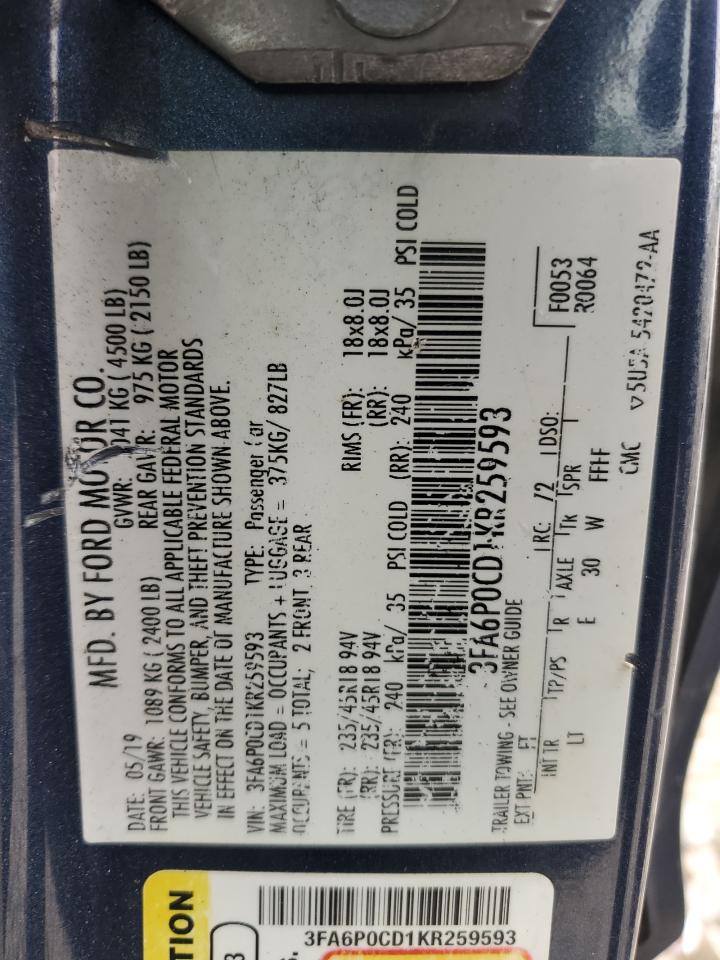 MFD. BY FORD MOTOR CO.
DATE: 05/19 GVWR: 2041 KG ( 4500 LB)
FRONT GAWR: 1089 KG ( 2400 LB) REAR GAWR: 975 KG ( 2150 LB)
THIS VEHICLE CONFORMS TO ALL APPLICABLE FEDERAL MOTOR
VEHICLE SAFETY, BUMPER, AND THEFT PREVENTION STANDARDS
IN EFFECT ON THE DATE OF MANUFACTURE SHOWN ABOVE.
VIN: 3FA6P0CD1KR259593 TYPE: Passenger Car
MAXIMUM LOAD = OCCUPANTS + LUGGAGE = 375KG/ 827LB
OCCUPANTS = 5 TOTAL; 2 FRONT, 3 REAR
TIRE (FR): 235/45R18 94V RIMS (FR): 18x8.0J
(RR): 235/45R18 94V (RR): 18x8.0J
PRESSURE (FR): 240 kPa/ 35 PSI COLD (RR): 240 kPa/ 35 PSI COLD
3FA6P0CD1KR259593
TRAILER TOWING - SEE OWNER GUIDE
EXT PNT: FT RC: 72 DSO: F0053
R0064
INT TR TP/PS R AXLE TR SPR
LT E 30 W FFHF
CMC
5U5A 5420472-AA
TION
3FA6P0CD1KR259593